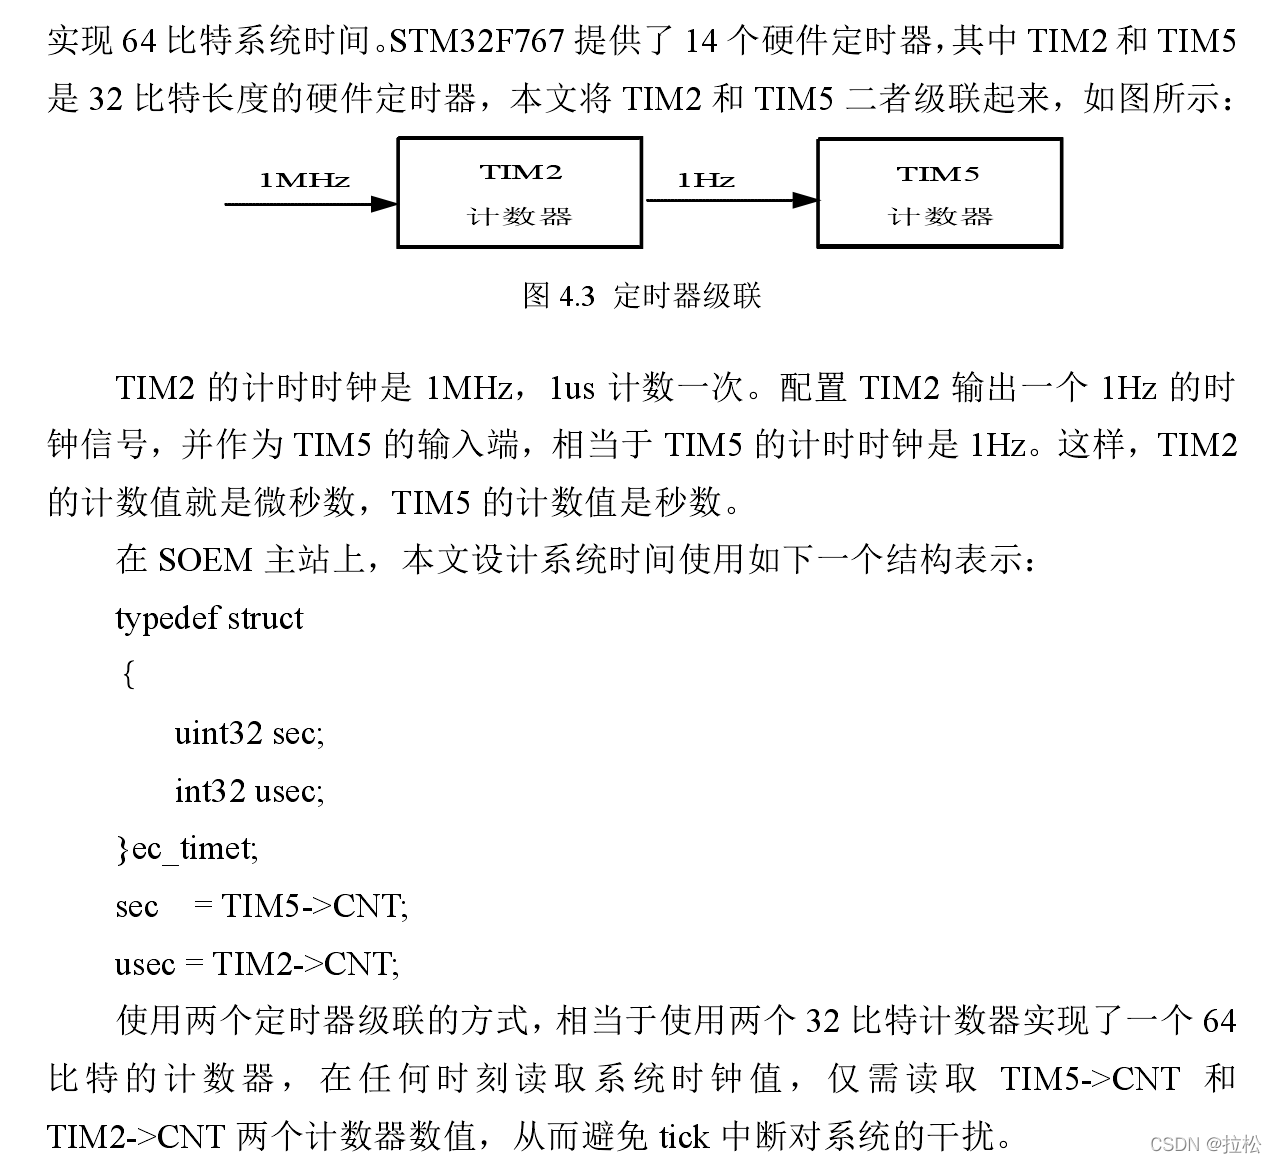 实现 64 比特系统时间。STM32F767 提供了 14 个硬件定时器，其中 TIM2 和 TIM5
是 32 比特长度的硬件定时器，本文将 TIM2 和 TIM5 二者级联起来，如图所示：
1MHz
TIM2
计数器
1Hz
TIM5
计数器
图 4.3 定时器级联
TIM2 的计时时钟是 1MHz，1us 计数一次。配置 TIM2 输出一个 1Hz 的时
钟信号，并作为 TIM5 的输入端，相当于 TIM5 的计时时钟是 1Hz。这样，TIM2
的计数值就是微秒数，TIM5 的计数值是秒数。
在 SOEM 主站上，本文设计系统时间使用如下一个结构表示：
typedef struct
{
uint32 sec;
int32 usec;
}ec_timet;
sec = TIM5->CNT;
usec = TIM2->CNT;
使用两个定时器级联的方式，相当于使用两个 32 比特计数器实现了一个 64
比特的计数器，在任何时刻读取系统时钟值，仅需读取 TIM5->CNT 和
TIM2->CNT 两个计数器数值，从而避免 tick 中断对系统的干扰。
CSDN @拉松